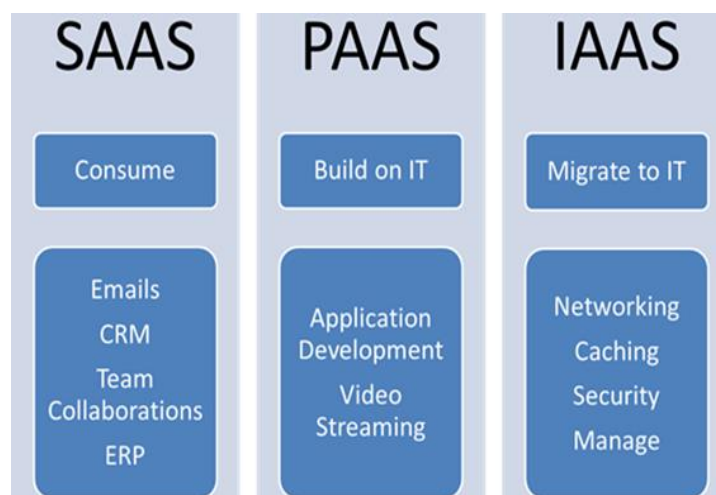 SAAS
Consume
Emails
CRM
Team
Collaborations
ERP
PAAS
Build on IT
Application
Development
Video
Streaming
IAAS
Migrate to IT
Networking
Caching
Security
Manage